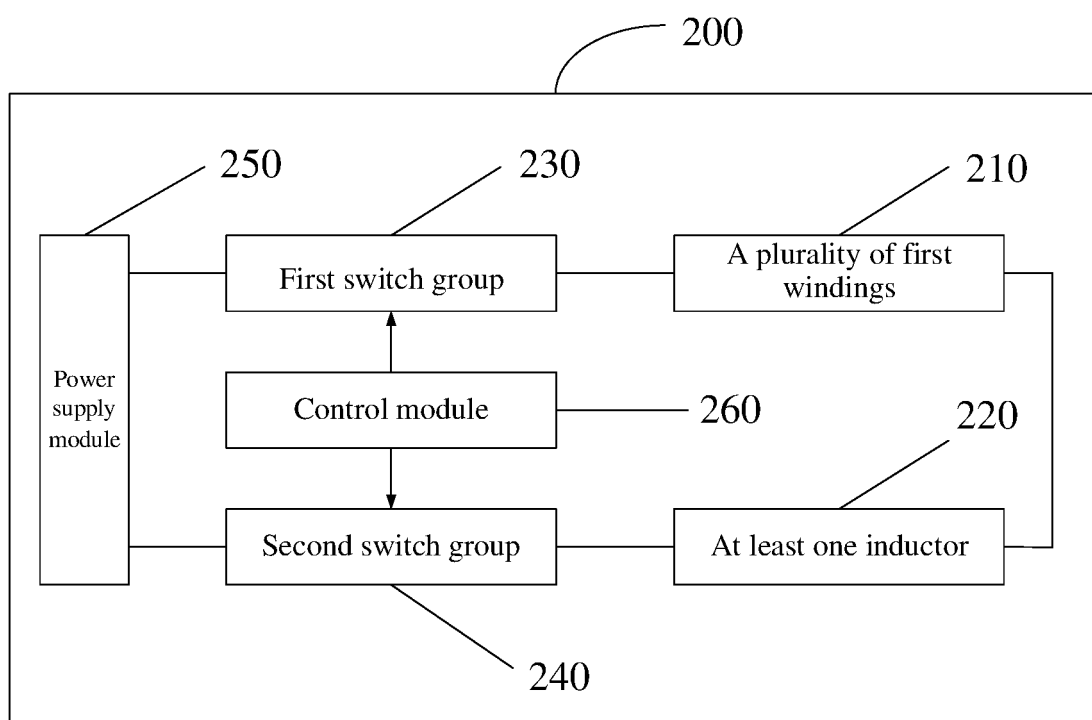 200
250
230
210
First switch group
A plurality of first
windings
Power
supply
module
Control module
260
220
Second switch group
At least one inductor
240